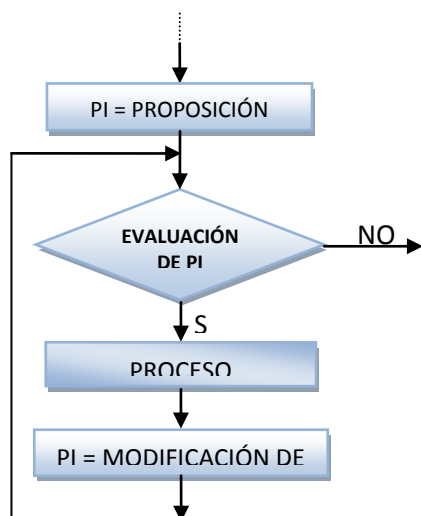 PI = PROPOSICIÓN
EVALUACIÓN
DE PI
NO
S
PROCESO
PI = MODIFICACIÓN DE